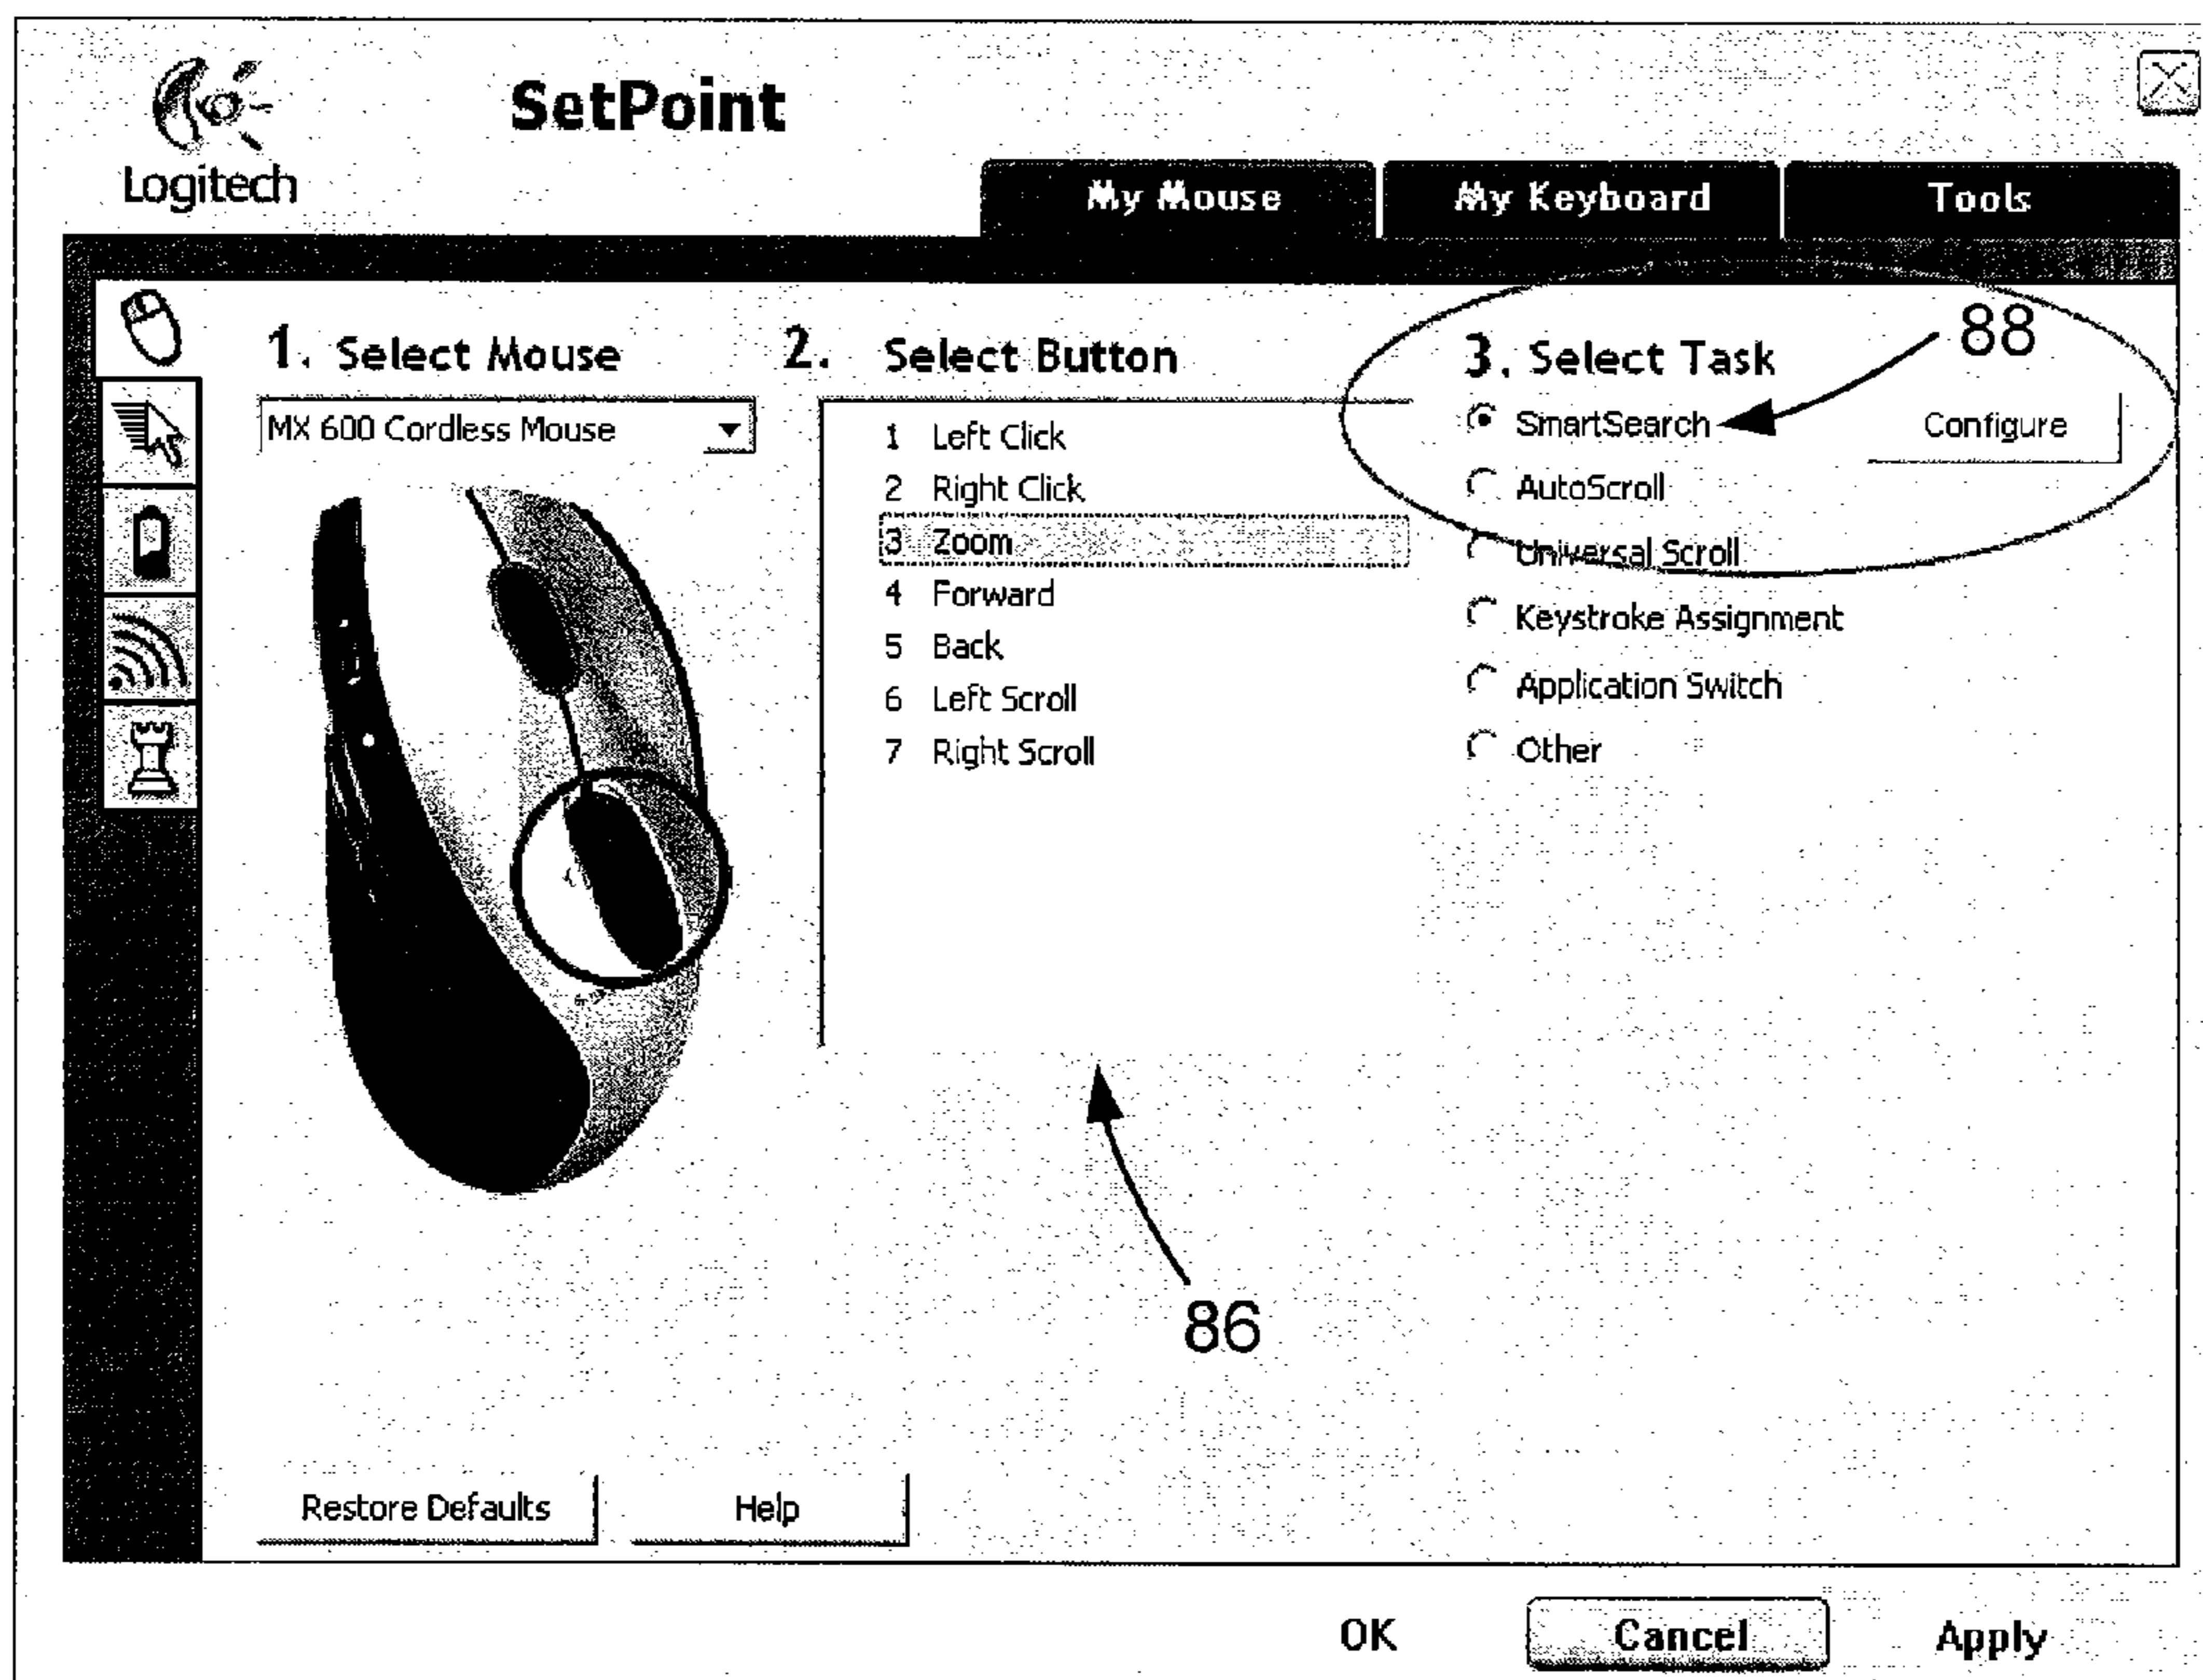 SetPoint
Logitech
My Mouse
My Keyboard
Tools
1. Select Mouse
MX 600 Cordless Mouse
2. Select Button
1 Left Click
2 Right Click
3 Zoom
4 Forward
5 Back
6 Left Scroll
7 Right Scroll
86
3. Select Task
88
SmartSearch
Configure
AutoScroll
Universal Scroll
Keystroke Assignment
Application Switch
Other
Restore Defaults
Help
OK
Cancel
Apply